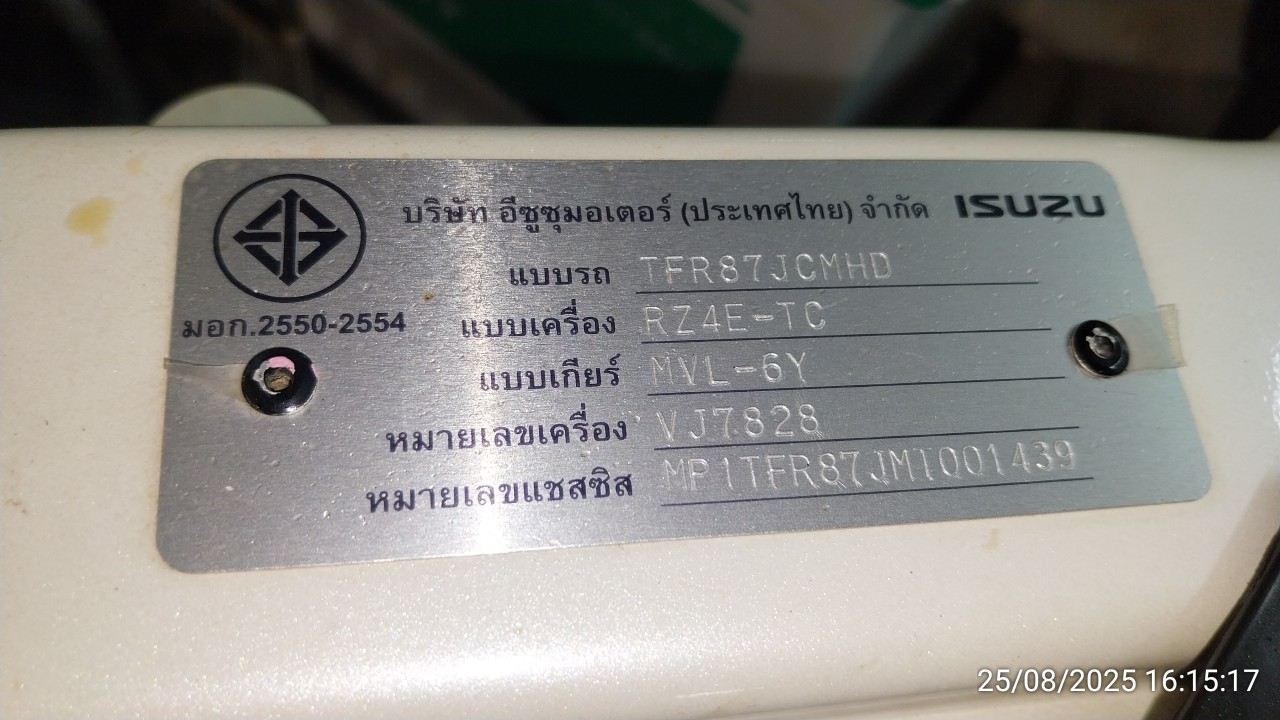 บริษัท อีซูซุมอเตอร์ (ประเทศไทย) จำกัด ISUZU
แบบรถ TFR87JCMHD
มอก.2550-2554
แบบเครื่อง RZ4E-TC
แบบเกียร์ MVL-6Y
หมายเลขเครื่อง VJ7828
หมายเลขแชสซิส MP1TFR87JMT001439
25/08/2025 16:15:17